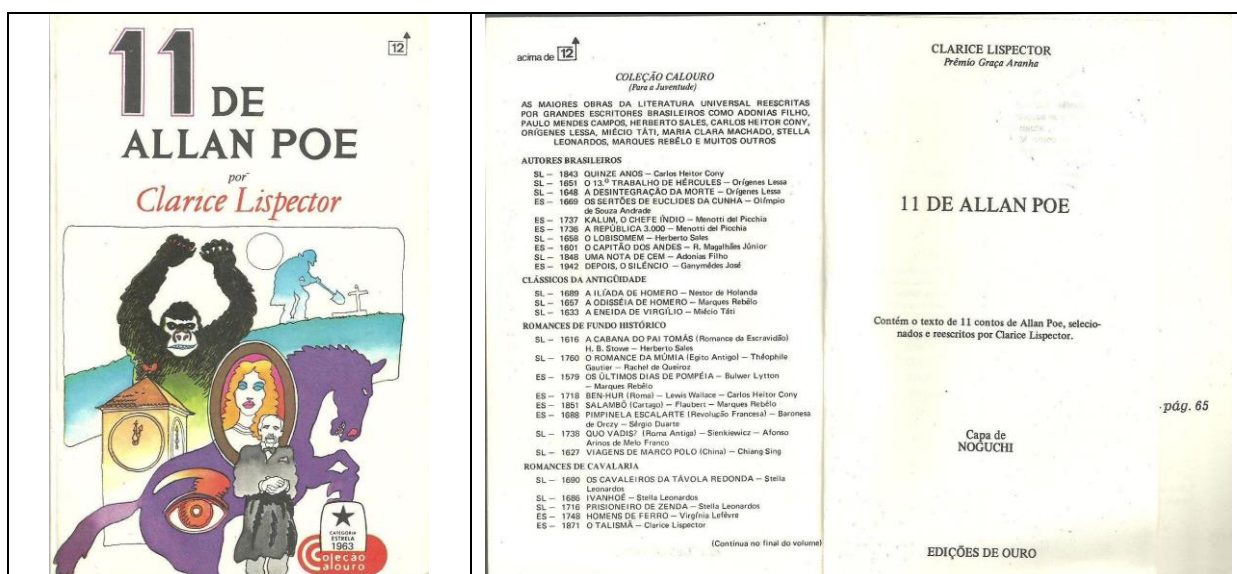 11 DE
ALLAN POE
por
Clarice Lispector
12
CATEGORIA
ESTRELA
1963
Coleção
Calouro
acima de 12
COLEÇÃO CALOURO
(Para a Juventude)
AS MAIORES OBRAS DA LITERATURA UNIVERSAL REESCRITAS
POR GRANDES ESCRITORES BRASILEIROS COMO ADONIAS FILHO,
PAULO MENDES CAMPOS, HERBERTO SALES, CARLOS HEITOR CONY,
ORÍGENES LESSA, MIÉCIO TÁTI, MARIA CLARA MACHADO, STELLA
LEONARDOS, MARQUES REBÊLO E MUITOS OUTROS
AUTORES BRASILEIROS
SL – 1843 QUINZE ANOS – Carlos Heitor Cony
SL – 1651 O 13.º TRABALHO DE HÉRCULES – Orígenes Lessa
SL – 1648 A DESINTEGRAÇÃO DA MORTE – Orígenes Lessa
ES – 1669 OS SERTÕES DE EUCLIDES DA CUNHA – Olímpio
de Souza Andrade
ES – 1737 KALUM, O CHEFE ÍNDIO – Menotti del Picchia
ES – 1736 A REPÚBLICA 3.000 – Menotti del Picchia
SL – 1658 O LOBISOMEM – Herberto Sales
ES – 1601 O CAPITÃO DOS ANDES – R. Magalhães Júnior
SL – 1848 UMA NOTA DE CEM – Adonias Filho
ES – 1942 DEPOIS, O SILÊNCIO – Ganymédes José
CLÁSSICOS DA ANTIGÜIDADE
SL – 1689 A ILÍADA DE HOMERO – Nestor de Holanda
SL – 1657 A ODISSÉIA DE HOMERO – Marques Rebêlo
SL – 1633 A ENEIDA DE VIRGÍLIO – Miécio Táti
ROMANCES DE FUNDO HISTÓRICO
SL – 1616 A CABANA DO PAI TOMÁS (Romance da Escravidão)
H. B. Stowe – Herberto Sales
SL – 1760 O ROMANCE DA MÚMIA (Egito Antigo) – Théophile
Gautier – Rachel de Queiroz
ES – 1579 OS ÚLTIMOS DIAS DE POMPÉIA – Bulwer Lytton
– Marques Rebêlo
ES – 1718 BEN-HUR (Roma) – Lewis Wallace – Carlos Heitor Cony
ES – 1851 SALAMBÔ (Cartago) – Flaubert – Marques Rebêlo
ES – 1688 PIMPINELA ESCALARTE (Revolução Francesa) – Baronesa
de Orczy – Sérgio Duarte
SL – 1738 QUO VADIS? (Roma Antiga) – Sienkiewicz – Afonso
Arinos de Melo Franco
SL – 1627 VIAGENS DE MARCO POLO (China) – Chiang Sing
ROMANCES DE CAVALARIA
SL – 1690 OS CAVALEIROS DA TÁVOLA REDONDA – Stella
Leonardos
SL – 1686 IVANHOÉ – Stella Leonardos
SL – 1716 PRISIONEIRO DE ZENDA – Stella Leonardos
ES – 1748 HOMENS DE FERRO – Virgínia Lefèvre
ES – 1871 O TALISMÃ – Clarice Lispector
(Continua no final do volume)
CLARICE LISPECTOR
Prêmio Graça Aranha
11 DE ALLAN POE
Contém o texto de 11 contos de Allan Poe, selecio-
nados e reescritos por Clarice Lispector.
Capa de
NOGUCHI
EDIÇÕES DE OURO
pág. 65